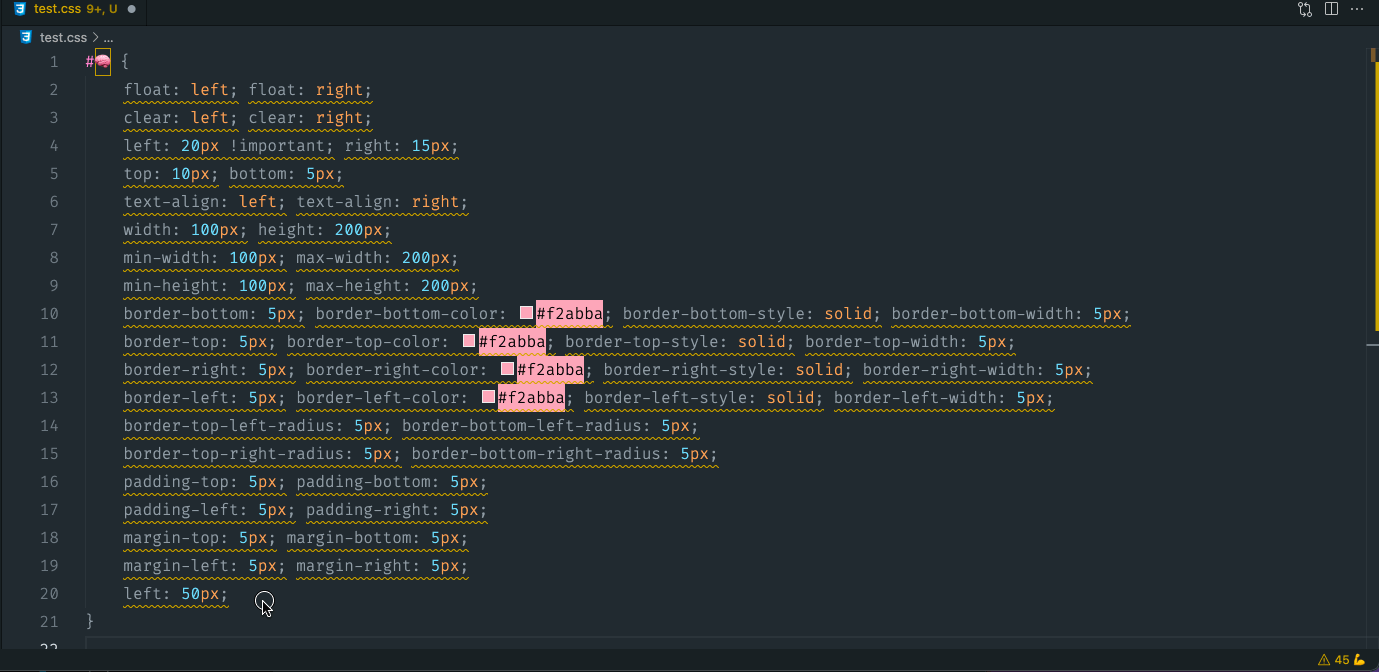 test.css 9+, U
test.css > ...
1 #🧠 {
2 float: left; float: right;
3 clear: left; clear: right;
4 left: 20px !important; right: 15px;
5 top: 10px; bottom: 5px;
6 text-align: left; text-align: right;
7 width: 100px; height: 200px;
8 min-width: 100px; max-width: 200px;
9 min-height: 100px; max-height: 200px;
10 border-bottom: 5px; border-bottom-color: #f2abba; border-bottom-style: solid; border-bottom-width: 5px;
11 border-top: 5px; border-top-color: #f2abba; border-top-style: solid; border-top-width: 5px;
12 border-right: 5px; border-right-color: #f2abba; border-right-style: solid; border-right-width: 5px;
13 border-left: 5px; border-left-color: #f2abba; border-left-style: solid; border-left-width: 5px;
14 border-top-left-radius: 5px; border-bottom-left-radius: 5px;
15 border-top-right-radius: 5px; border-bottom-right-radius: 5px;
16 padding-top: 5px; padding-bottom: 5px;
17 padding-left: 5px; padding-right: 5px;
18 margin-top: 5px; margin-bottom: 5px;
19 margin-left: 5px; margin-right: 5px;
20 left: 50px;
21 }
22
45 💪